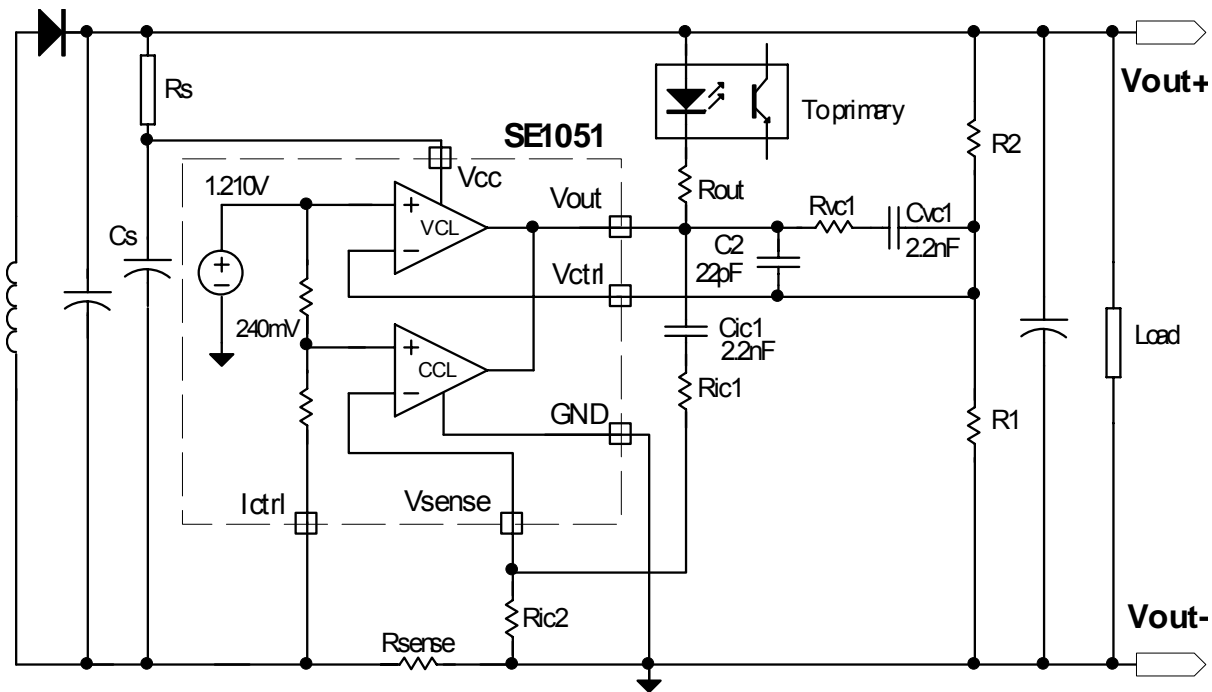 Rs
SE1051
Toprimary
Vout+
R2
1.210V
Vcc
Vout
Rout
Rvc1
Cvc1
2.2nF
+
VCL
−
Cs
+
−
C2
22pF
Vctrl
240mV
+
CCL
−
Cic1
2.2nF
Load
Ric1
GND
R1
Ictrl
Vsense
Ric2
Rsense
Vout-